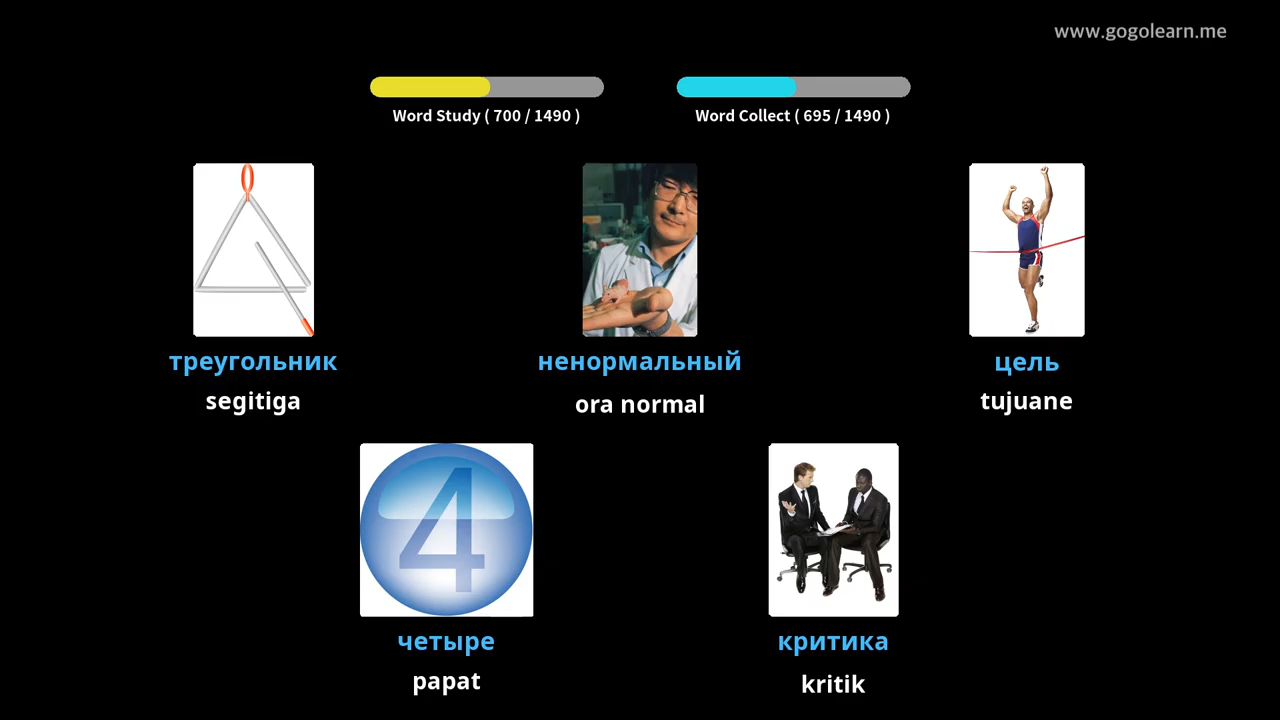 www.gogolearn.me
Word Study ( 700 / 1490 )
Word Collect ( 695 / 1490 )
треугольник
segitiga
ненормальный
ora normal
цель
tujuane
4
четыре
papat
критика
kritik